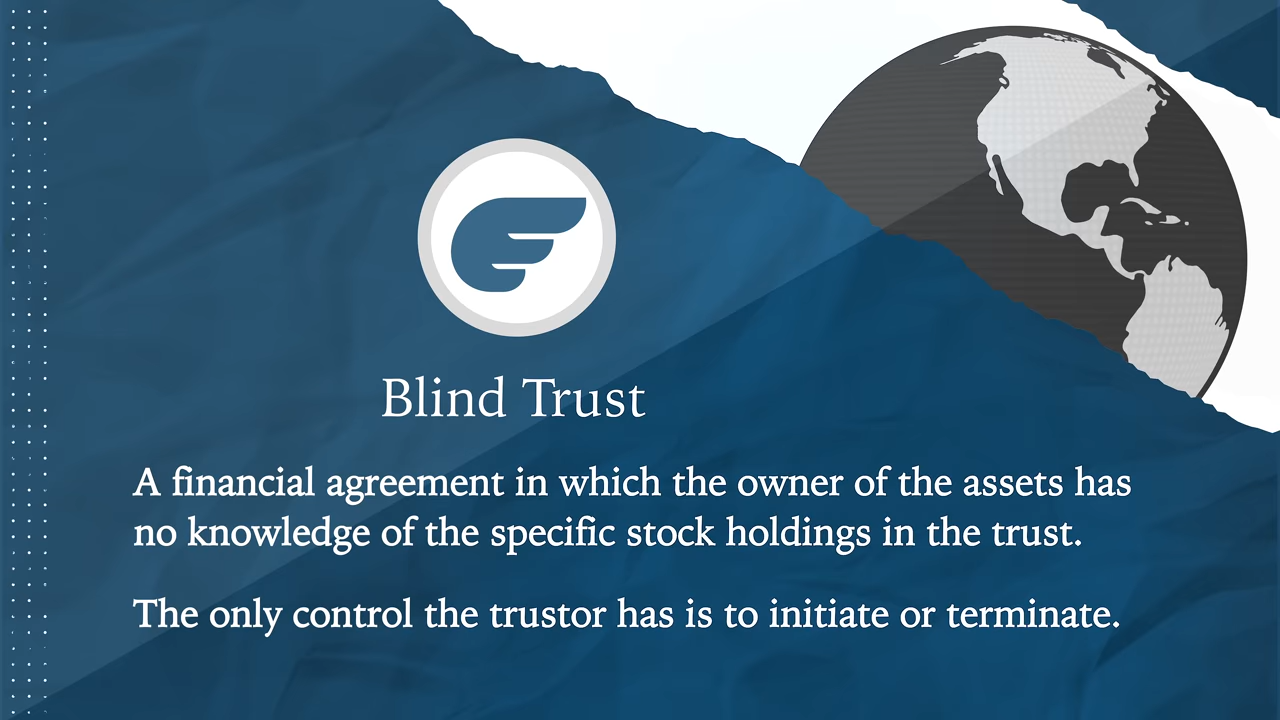 Blind Trust
A financial agreement in which the owner of the assets has
no knowledge of the specific stock holdings in the trust.
The only control the trustor has is to initiate or terminate.